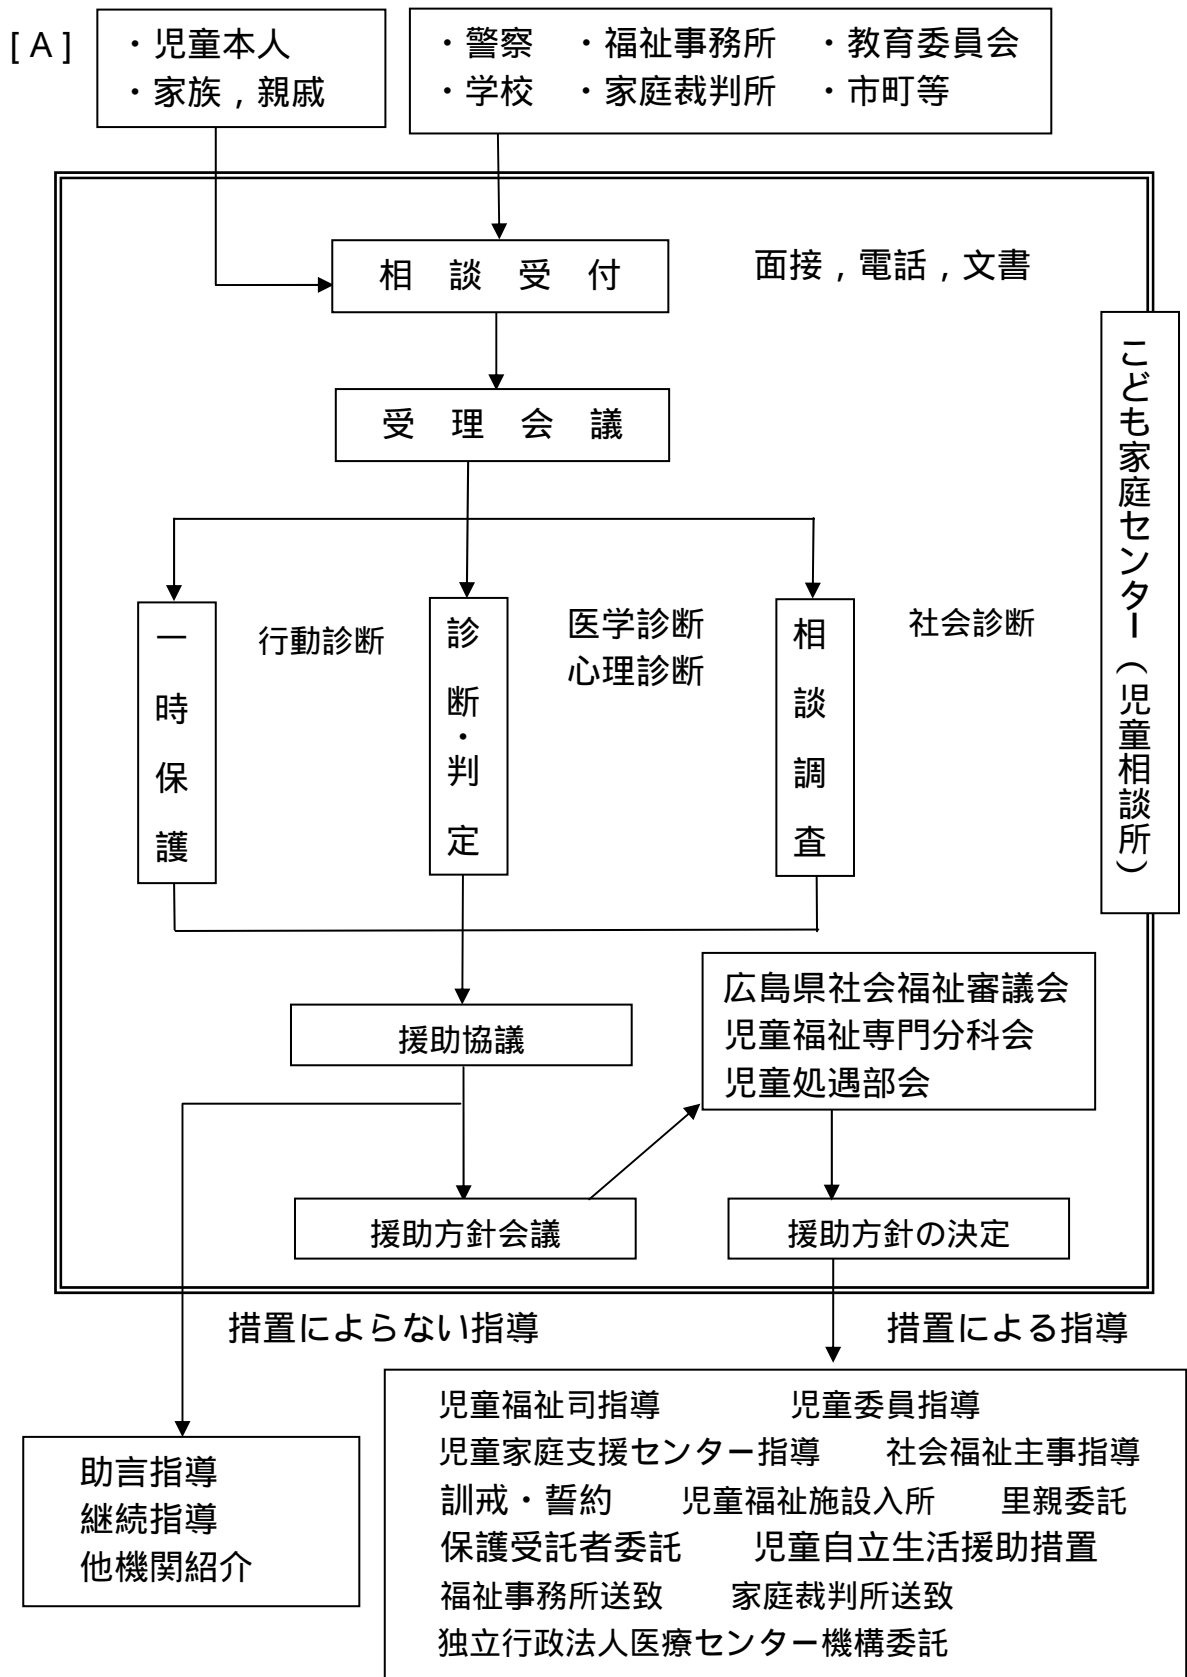 [ A ]
・児童本人
・家族，親戚
・警察　・福祉事務所　・教育委員会
・学校　・家庭裁判所　・市町等
相　談　受　付
面接，電話，文書
受　理　会　議
こども家庭センター（児童相談所）
一時保護
行動診断
診断・判定
医学診断
心理診断
相談調査
社会診断
援助協議
広島県社会福祉審議会
児童福祉専門分科会
児童処遇部会
援助方針会議
援助方針の決定
措置によらない指導
措置による指導
助言指導
継続指導
他機関紹介
児童福祉司指導　児童委員指導
児童家庭支援センター指導　社会福祉主事指導
訓戒・誓約　児童福祉施設入所　里親委託
保護受託者委託　児童自立生活援助措置
福祉事務所送致　家庭裁判所送致
独立行政法人医療センター機構委託